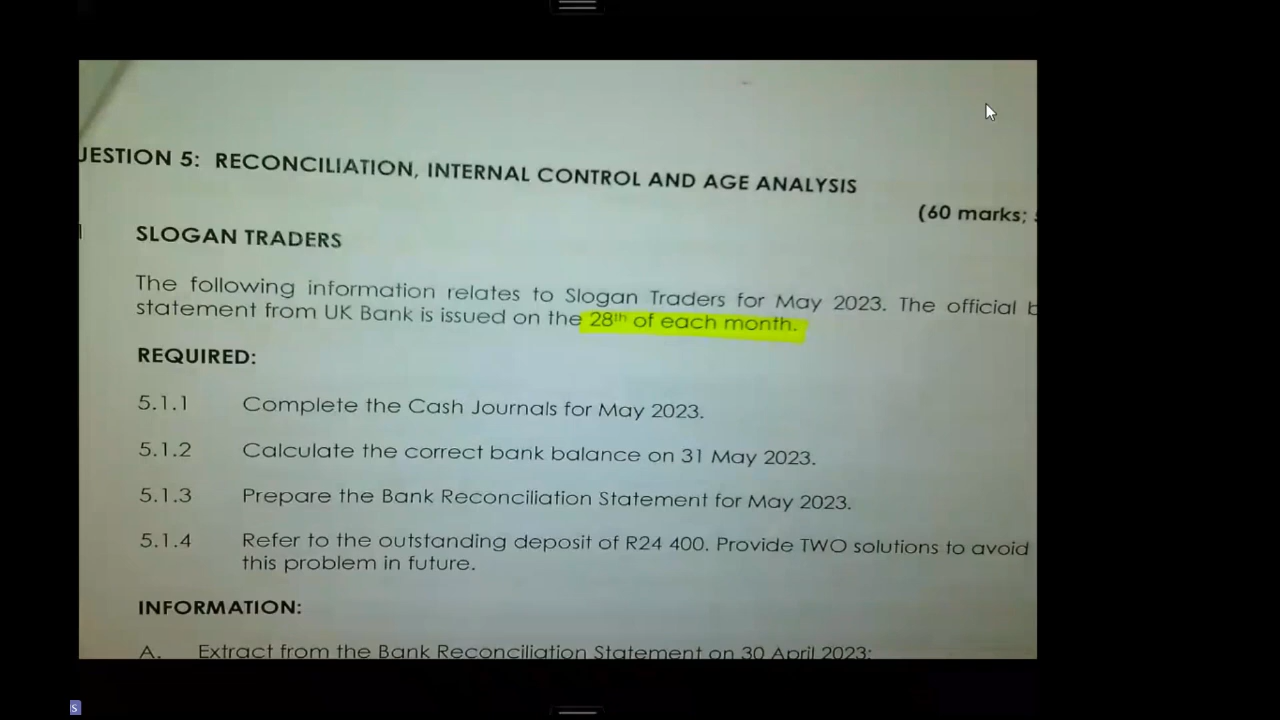 UESTION 5: RECONCILIATION, INTERNAL CONTROL AND AGE ANALYSIS
(60 marks;
SLOGAN TRADERS
The following information relates to Slogan Traders for May 2023. The official
statement from UK Bank is issued on the 28th of each month.
REQUIRED:
5.1.1 Complete the Cash Journals for May 2023.
5.1.2 Calculate the correct bank balance on 31 May 2023.
5.1.3 Prepare the Bank Reconciliation Statement for May 2023.
5.1.4 Refer to the outstanding deposit of R24 400. Provide TWO solutions to avoid
this problem in future.
INFORMATION:
A. Extract from the Bank Reconciliation Statement on 30 April 2023:
s